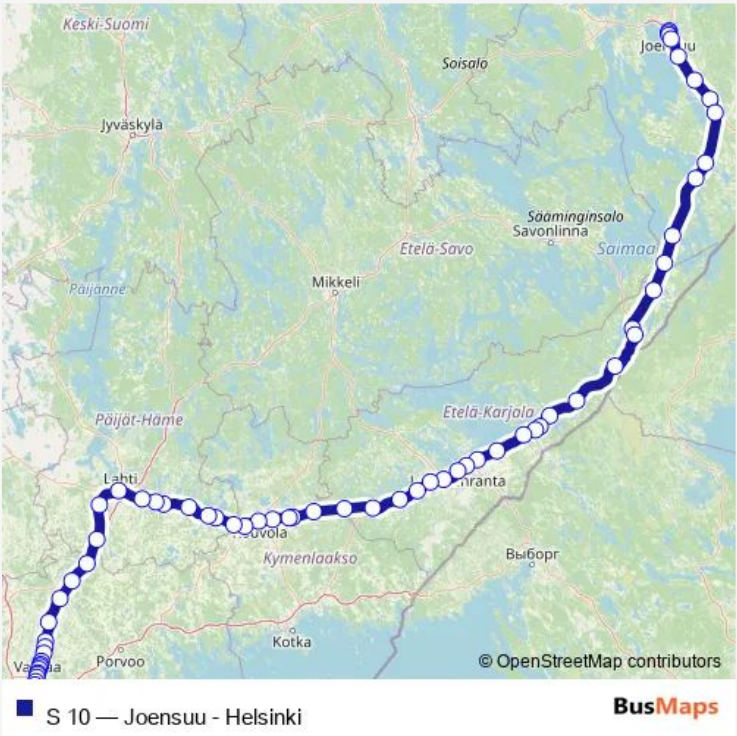 Keski-Suomi
Soisalo
Jyväskylä
Sääminginsalo
Savonlinna
Etelä-Savo
Saimaa
Mikkeli
Päijänne
Etelä-Karjala
Päijät-Häme
Lahti
Kymenlaakso
Выборг
Kotka
Porvoo
© OpenStreetMap contributors
S 10 — Joensuu - Helsinki
BusMaps